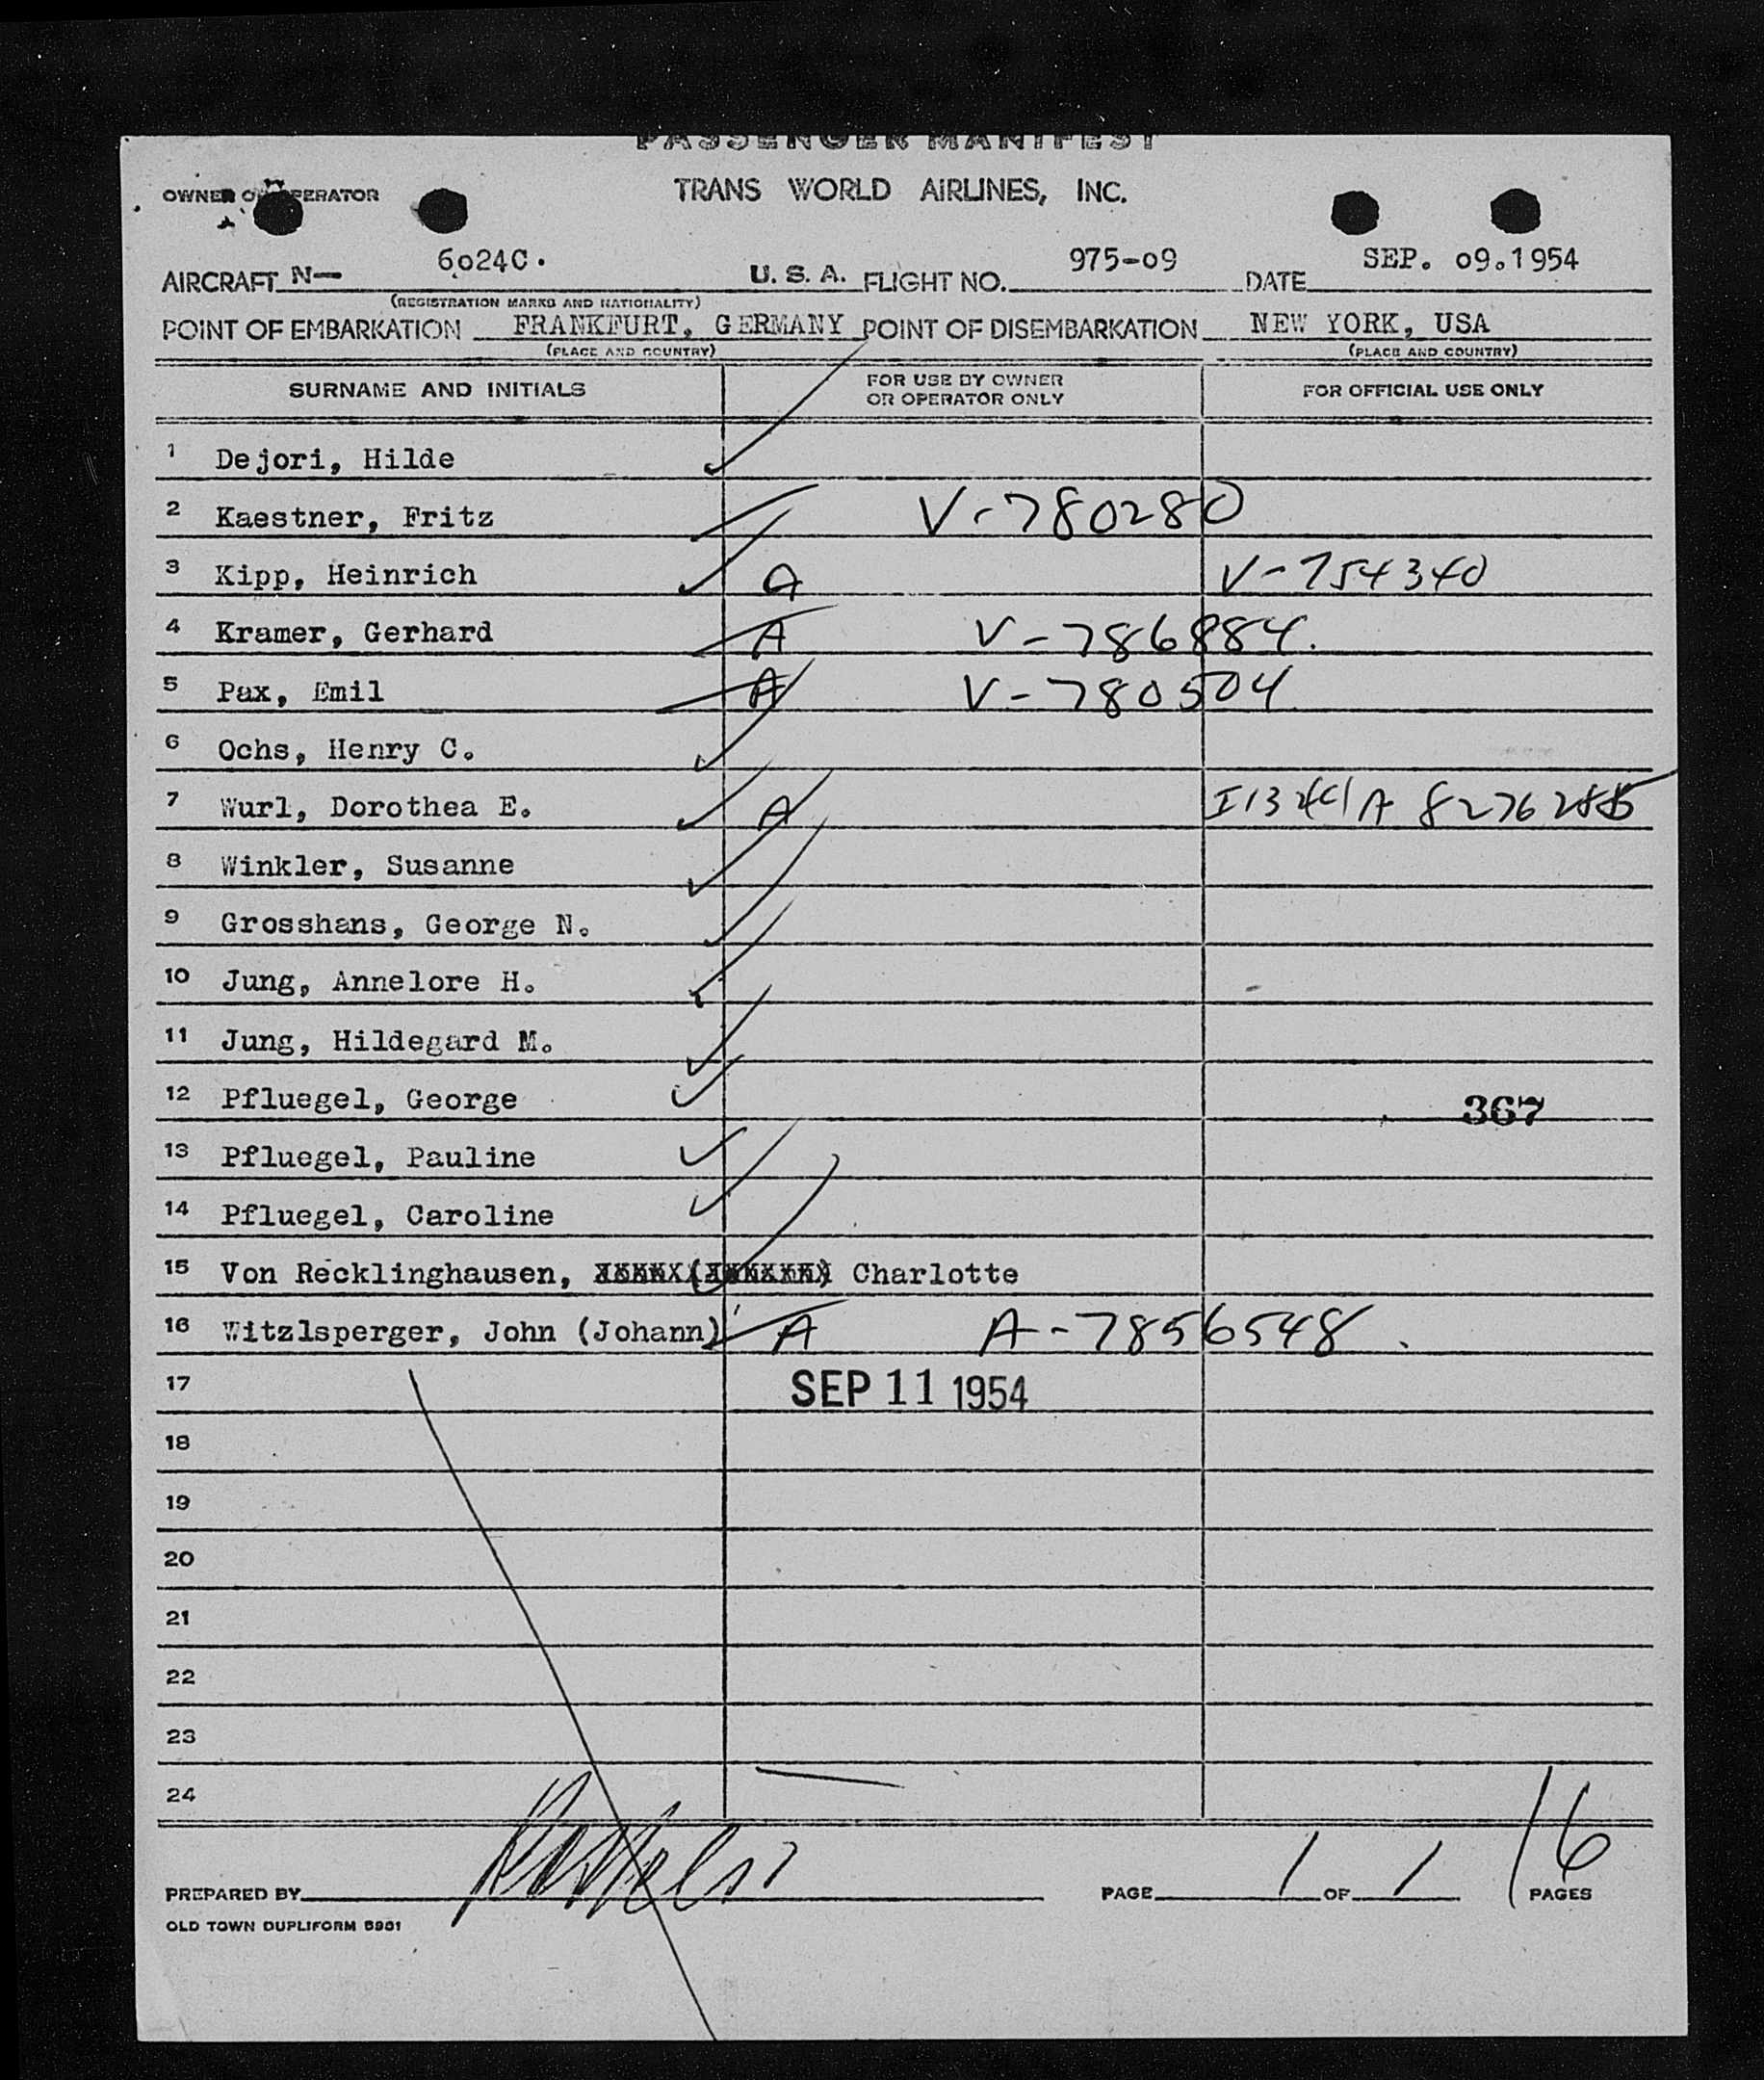 PASSENGER MANIFEST
OWNER OR OPERATOR TRANS WORLD AIRLINES, INC.
AIRCRAFT N— 6024C. U. S. A. FLIGHT NO. 975-09 DATE SEP. 09.1954
(REGISTRATION MARKS AND NATIONALITY)
POINT OF EMBARKATION FRANKFURT, GERMANY POINT OF DISEMBARKATION NEW YORK, USA
(PLACE AND COUNTRY) (PLACE AND COUNTRY)
SURNAME AND INITIALS FOR USE BY OWNER OR OPERATOR ONLY FOR OFFICIAL USE ONLY
1 Dejori, Hilde
2 Kaestner, Fritz V-780280
3 Kipp, Heinrich A V-754340
4 Kramer, Gerhard A V-786884.
5 Pax, Emil A V-780504
6 Ochs, Henry C.
7 Wurl, Dorothea E. A A 8276
8 Winkler, Susanne
9 Grosshans, George N.
10 Jung, Annelore H.
11 Jung, Hildegard M.
12 Pfluegel, George 367
13 Pfluegel, Pauline
14 Pfluegel, Caroline
15 Von Recklinghausen, Charlotte
16 Witzlsperger, John (Johann) A A-7856548.
17 SEP 11 1954
18
19
20
21
22
23
24
PREPARED BY PAGE 1 OF 1 PAGES 16
OLD TOWN DUPLIFORM 5981